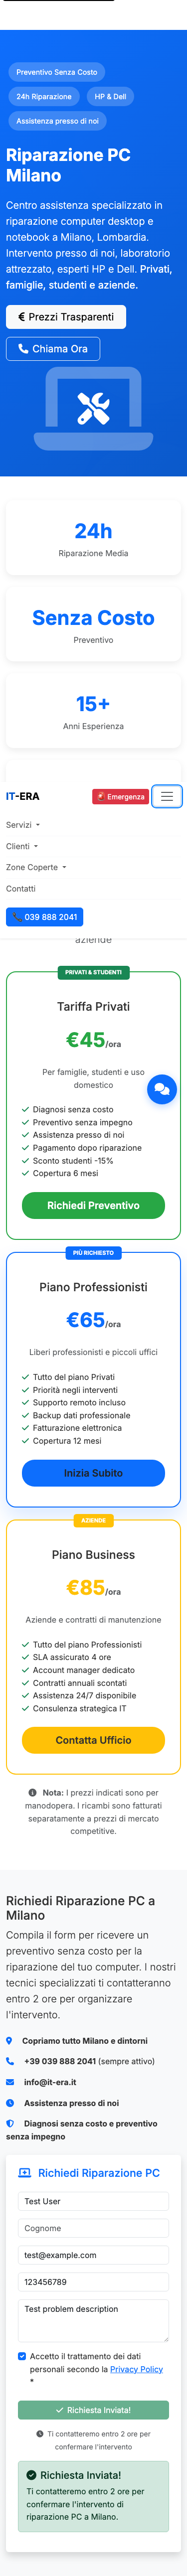 Preventivo Senza Costo
24h Riparazione
HP & Dell
Assistenza presso di noi
Riparazione PC
Milano
Centro assistenza specializzato in
riparazione computer desktop e
notebook a Milano, Lombardia.
Intervento presso di noi, laboratorio
attrezzato, esperti HP e Dell. Privati,
famiglie, studenti e aziende.
€ Prezzi Trasparenti
Chiama Ora
24h
Riparazione Media
Senza Costo
Preventivo
15+
Anni Esperienza
IT-ERA
🚨 Emergenza
Servizi
Clienti
Zone Coperte
Contatti
📞 039 888 2041
aziende
PRIVATI & STUDENTI
Tariffa Privati
€45/ora
Per famiglie, studenti e uso
domestico
Diagnosi senza costo
Preventivo senza impegno
Assistenza presso di noi
Pagamento dopo riparazione
Sconto studenti -15%
Copertura 6 mesi
Richiedi Preventivo
PIÙ RICHIESTO
Piano Professionisti
€65/ora
Liberi professionisti e piccoli uffici
Tutto del piano Privati
Priorità negli interventi
Supporto remoto incluso
Backup dati professionale
Fatturazione elettronica
Copertura 12 mesi
Inizia Subito
AZIENDE
Piano Business
€85/ora
Aziende e contratti di manutenzione
Tutto del piano Professionisti
SLA assicurato 4 ore
Account manager dedicato
Contratti annuali scontati
Assistenza 24/7 disponibile
Consulenza strategica IT
Contatta Ufficio
Nota: I prezzi indicati sono per
manodopera. I ricambi sono fatturati
separatamente a prezzi di mercato
competitive.
Richiedi Riparazione PC a
Milano
Compila il form per ricevere un
preventivo senza costo per la
riparazione del tuo computer. I nostri
tecnici specializzati ti contatteranno
entro 2 ore per organizzare
l'intervento.
Copriamo tutto Milano e dintorni
+39 039 888 2041 (sempre attivo)
info@it-era.it
Assistenza presso di noi
Diagnosi senza costo e preventivo
senza impegno
Richiedi Riparazione PC
Test User
Cognome
test@example.com
123456789
Test problem description
Accetto il trattamento dei dati
personali secondo la Privacy Policy
*
Richiesta Inviata!
Ti contatteremo entro 2 ore per
confermare l'intervento
Richiesta Inviata!
Ti contatteremo entro 2 ore per
confermare l'intervento di
riparazione PC a Milano.